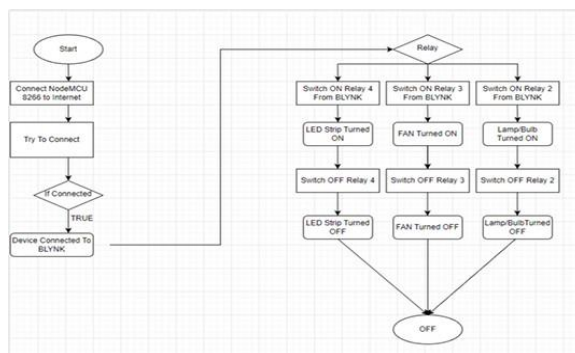 Start
Connect NodeMCU
8266 to Internet
Try To Connect
If Connected
TRUE
Device Connected To
BLYNK
Relay
Switch ON Relay 4
From BLYNK
Switch ON Relay 3
From BLYNK
Switch ON Relay 2
From BLYNK
LED Strip Turned
ON
FAN Turned ON
Lamp/Bulb
Turned ON
Switch OFF Relay 4
Switch OFF Relay 3
Switch OFF Relay 2
LED Strip Turned
OFF
FAN Turned OFF
Lamp/BulbTurned
OFF
OFF